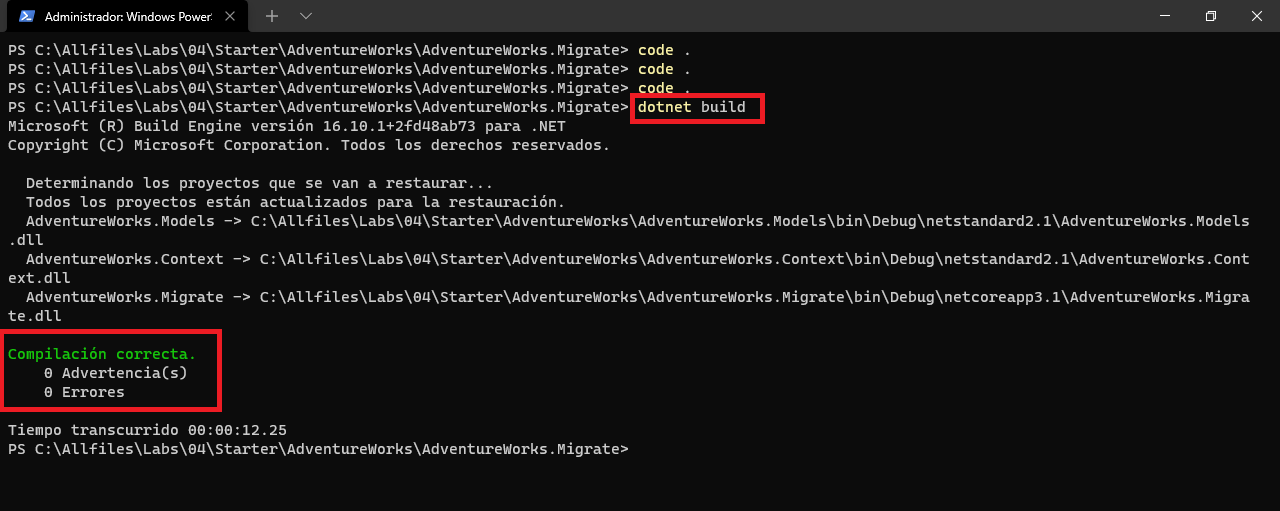 Administrador: Windows PowerS
PS C:\Allfiles\Labs\04\Starter\AdventureWorks\AdventureWorks.Migrate> code .
PS C:\Allfiles\Labs\04\Starter\AdventureWorks\AdventureWorks.Migrate> code .
PS C:\Allfiles\Labs\04\Starter\AdventureWorks\AdventureWorks.Migrate> code .
PS C:\Allfiles\Labs\04\Starter\AdventureWorks\AdventureWorks.Migrate> dotnet build
Microsoft (R) Build Engine versión 16.10.1+2fd48ab73 para .NET
Copyright (C) Microsoft Corporation. Todos los derechos reservados.
Determinando los proyectos que se van a restaurar...
Todos los proyectos están actualizados para la restauración.
AdventureWorks.Models -> C:\Allfiles\Labs\04\Starter\AdventureWorks\AdventureWorks.Models\bin\Debug\netstandard2.1\AdventureWorks.Models
.dll
AdventureWorks.Context -> C:\Allfiles\Labs\04\Starter\AdventureWorks\AdventureWorks.Context\bin\Debug\netstandard2.1\AdventureWorks.Cont
ext.dll
AdventureWorks.Migrate -> C:\Allfiles\Labs\04\Starter\AdventureWorks\AdventureWorks.Migrate\bin\Debug\netcoreapp3.1\AdventureWorks.Migra
te.dll
Compilación correcta.
0 Advertencia(s)
0 Errores
Tiempo transcurrido 00:00:12.25
PS C:\Allfiles\Labs\04\Starter\AdventureWorks\AdventureWorks.Migrate>